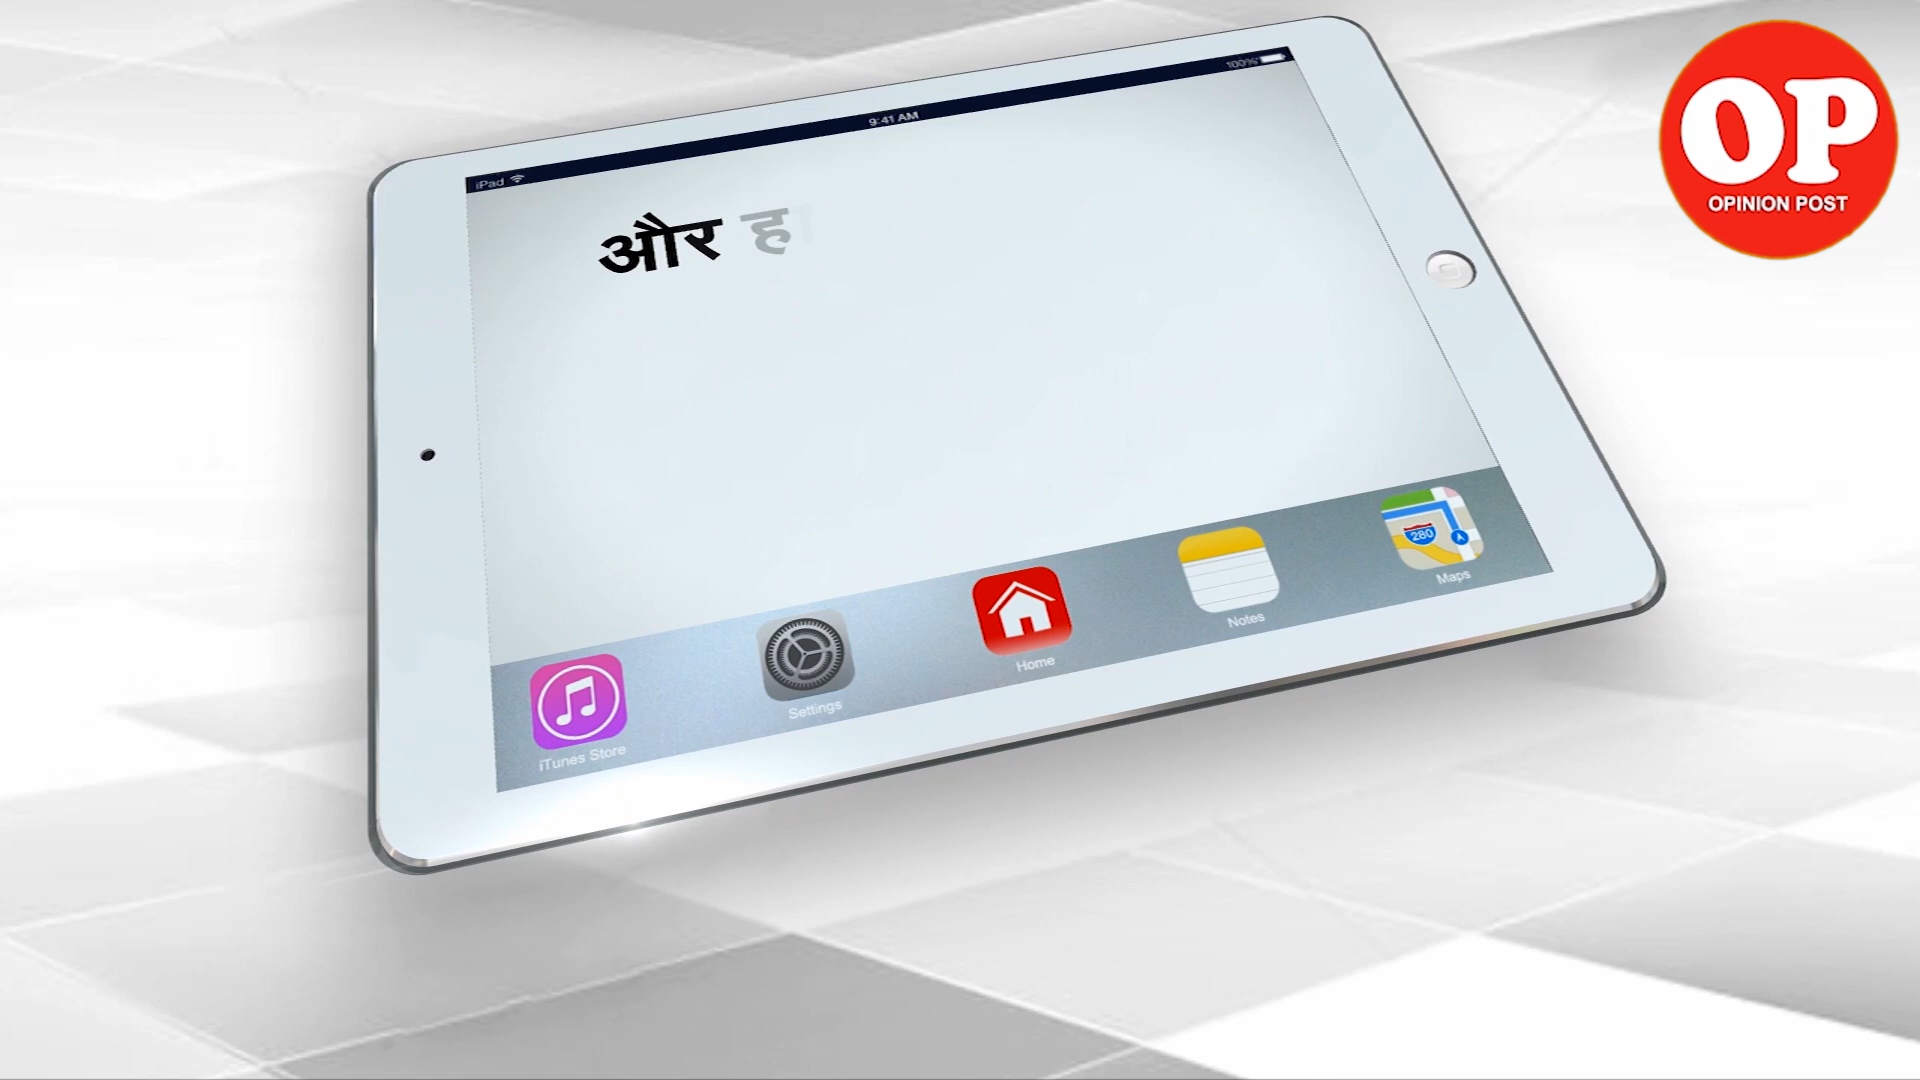 OP
OPINION POST
iPad
9:41 AM
100%
और
iTunes Store
Settings
Home
280
Notes
Maps